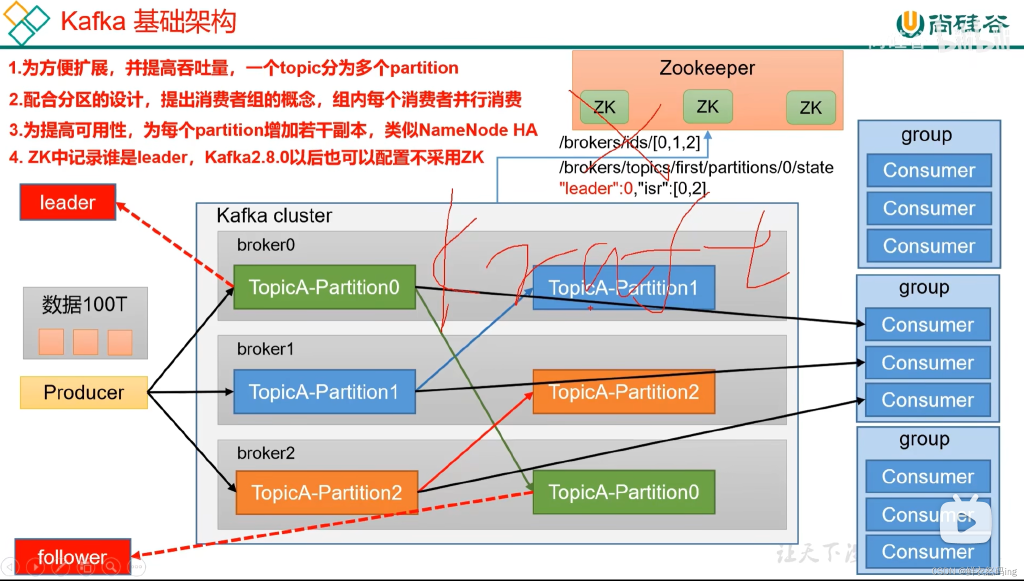 Kafka 基础架构
尚硅谷
1.为方便扩展，并提高吞吐量，一个topic分为多个partition
2.配合分区的设计，提出消费者组的概念，组内每个消费者并行消费
3.为提高可用性，为每个partition增加若干副本，类似NameNode HA
4. ZK中记录谁是leader，Kafka2.8.0以后也可以配置不采用ZK
Zookeeper
ZK
ZK
ZK
/brokers/ids/[0,1,2]
/brokers/topics/first/partitions/0/state
"leader":0,"isr":[0,2]
leader
数据100T
Producer
follower
Kafka cluster
broker0
TopicA-Partition0
TopicA-Partition1
kraft
broker1
TopicA-Partition1
TopicA-Partition2
broker2
TopicA-Partition2
TopicA-Partition0
group
Consumer
Consumer
Consumer
group
Consumer
Consumer
Consumer
group
Consumer
Consumer
Consumer
让天下